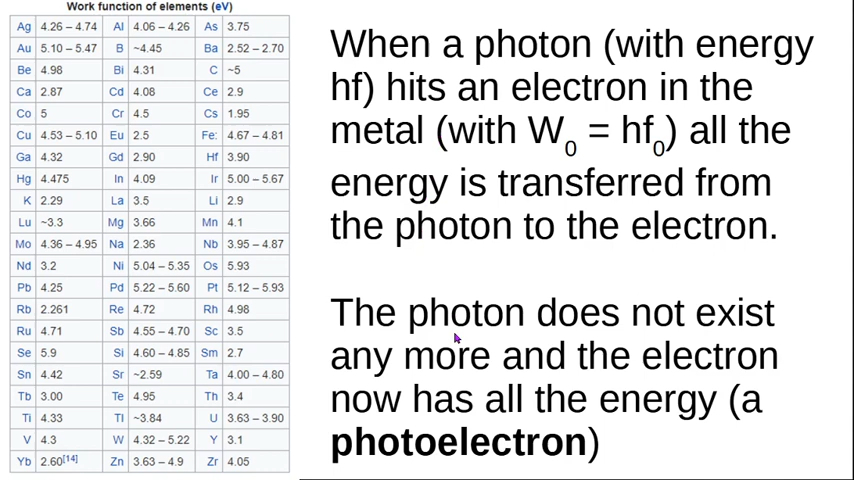 Work function of elements (eV)
Ag 4.26 – 4.74 Al 4.06 – 4.26 As 3.75
Au 5.10 – 5.47 B ~4.45 Ba 2.52 – 2.70
Be 4.98 Bi 4.31 C ~5
Ca 2.87 Cd 4.08 Ce 2.9
Co 5 Cr 4.5 Cs 1.95
Cu 4.53 – 5.10 Eu 2.5 Fe: 4.67 – 4.81
Ga 4.32 Gd 2.90 Hf 3.90
Hg 4.475 In 4.09 Ir 5.00 – 5.67
K 2.29 La 3.5 Li 2.9
Lu ~3.3 Mg 3.66 Mn 4.1
Mo 4.36 – 4.95 Na 2.36 Nb 3.95 – 4.87
Nd 3.2 Ni 5.04 – 5.35 Os 5.93
Pb 4.25 Pd 5.22 – 5.60 Pt 5.12 – 5.93
Rb 2.261 Re 4.72 Rh 4.98
Ru 4.71 Sb 4.55 – 4.70 Sc 3.5
Se 5.9 Si 4.60 – 4.85 Sm 2.7
Sn 4.42 Sr ~2.59 Ta 4.00 – 4.80
Tb 3.00 Te 4.95 Th 3.4
Ti 4.33 Tl ~3.84 U 3.63 – 3.90
V 4.3 W 4.32 – 5.22 Y 3.1
Yb 2.60[14] Zn 3.63 – 4.9 Zr 4.05
When a photon (with energy
hf) hits an electron in the
metal (with W0 = hf0) all the
energy is transferred from
the photon to the electron.
The photon does not exist
any more and the electron
now has all the energy (a
photoelectron)